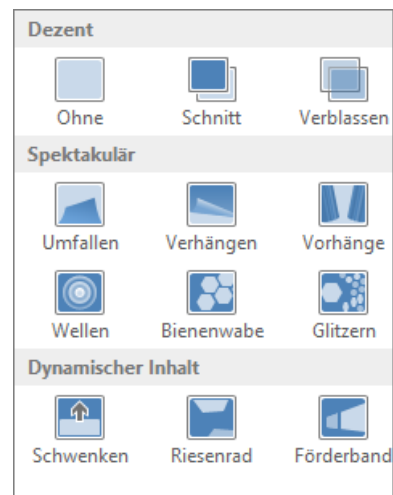 Dezent
Ohne Schnitt Verblassen
Spektakulär
Umfallen Verhängen Vorhänge
Wellen Bienenwabe Glitzern
Dynamischer Inhalt
Schwenken Riesenrad Förderband